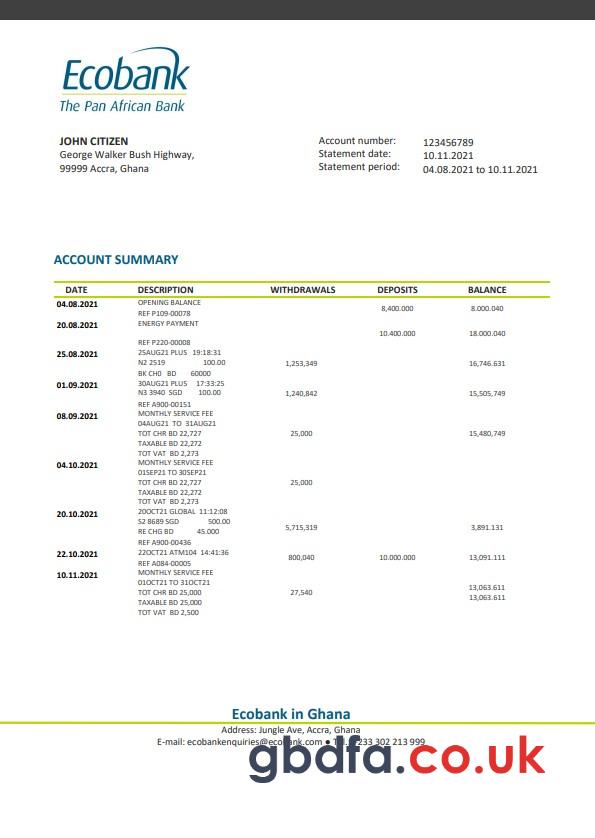 Ecobank
The Pan African Bank
JOHN CITIZEN
George Walker Bush Highway,
99999 Accra, Ghana
Account number: 123456789
Statement date: 10.11.2021
Statement period: 04.08.2021 to 10.11.2021
ACCOUNT SUMMARY
DATE DESCRIPTION WITHDRAWALS DEPOSITS BALANCE
04.08.2021 OPENING BALANCE
8,400.000 8.000.040
REF P109-00078
20.08.2021 ENERGY PAYMENT
10.400.000 18.000.040
REF P220-00008
25.08.2021 25AUG21 PLUS 19:18:31
N2 2519 100.00 1,253,349 16,746.631
BK CH0 BD 60000
01.09.2021 30AUG21 PLUS 17:33:25
N3 3940 SGD 100.00 1,240,842 15,505,749
REF A900-00151
08.09.2021 MONTHLY SERVICE FEE
04AUG21 TO 31AUG21
TOT CHR BD 22,727 25,000 15,480,749
TAXABLE BD 22,272
TOT VAT BD 2,273
04.10.2021 MONTHLY SERVICE FEE
01SEP21 TO 30SEP21
TOT CHR BD 22,727 25,000
TAXABLE BD 22,272
TOT VAT BD 2,273
20.10.2021 20OCT21 GLOBAL 11:12:08
S2 8689 SGD 500.00
5,715,319 3,891.131
RE CHG BD 45.000
REF A900-00436
22.10.2021 22OCT21 ATM104 14:41:36
800,040 10.000.000 13,091.111
REF A084-00005
10.11.2021 MONTHLY SERVICE FEE
01OCT21 TO 31OCT21
13,063.611
TOT CHR BD 25,000 27,540
13,063.611
TAXABLE BD 25,000
TOT VAT BD 2,500
Ecobank in Ghana
Address: Jungle Ave, Accra, Ghana
E-mail: ecobankenquiries@ecobank.com ● 233 302 213 999
gbdfa.co.uk